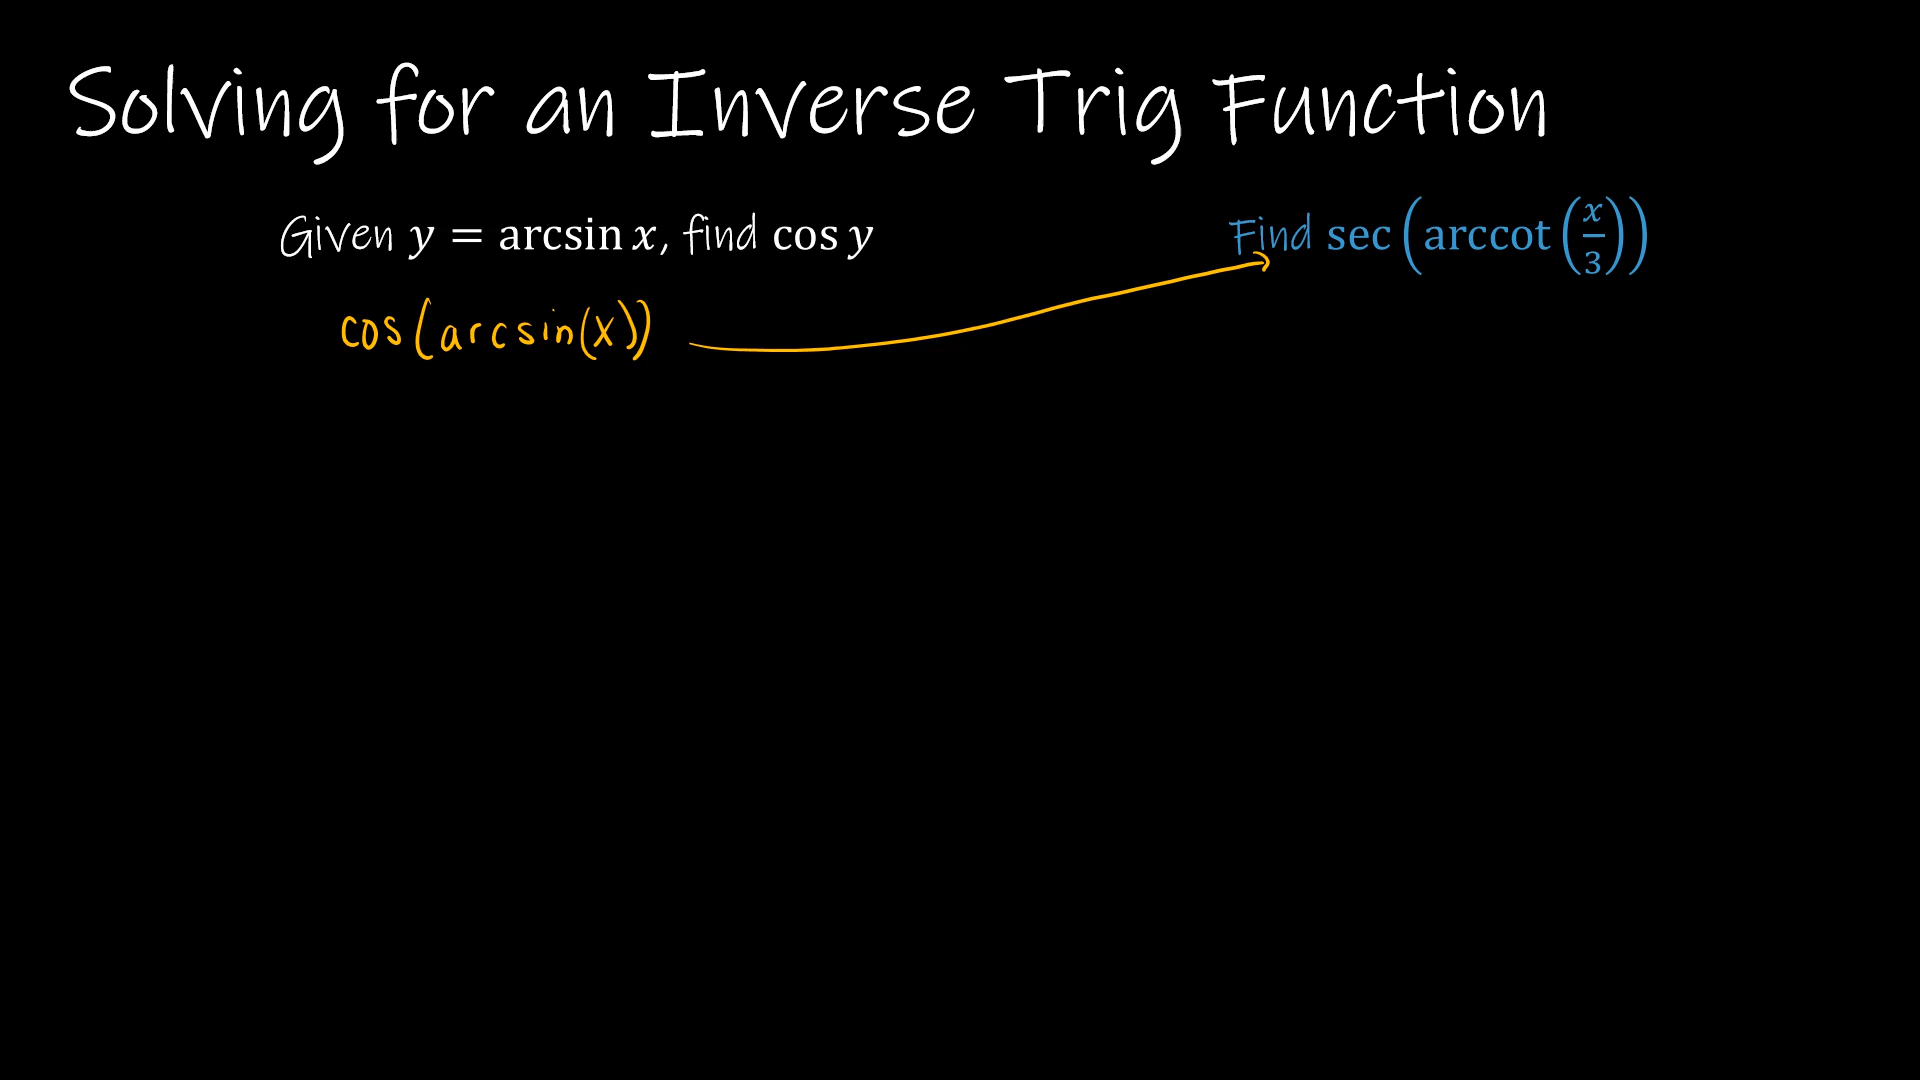 Solving for an Inverse Trig Function
Given y = arcsin x, find cos y
Find sec(arccot(x/3))
cos(arcsin(x))